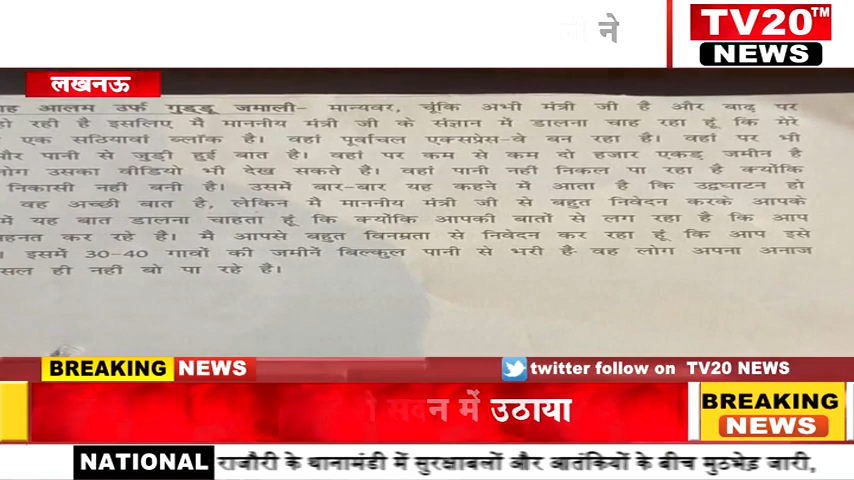 ने
TV20™
NEWS
लखनऊ
आलम उर्फ गुड्डू जमाली– मान्यवर, चूंकि अभी मंत्री जी है और बाढ़ पर
हो रही है इसलिए मै माननीय मंत्री जी के संज्ञान में डालना चाह रहा हूं कि मेरे
एक सठियावां ब्लॉक है। वहां पूर्वांचल एक्सप्रेस–वे बन रहा है। वहां पर भी
और पानी से जुड़ी हुई बात है। वहां पर कम से कम दो हजार एकड़ जमीन है
लोग उसका वीडियो भी देख सकते है। वहां पानी नही निकल पा रहा है क्योंकि
निकासी नहीं बनी है। उसमें बार–बार यह कहने में आता है कि उद्घघाटन हो
वह अच्छी बात है, लेकिन मै माननीय मंत्री जी से बहुत निवेदन करके आपके
में यह बात डालना चाहता हूं कि क्योंकि आपकी बातों से लग रहा है कि आप
मेहनत कर रहे है। मै आपसे बहुत विनम्रता से निवेदन कर रहा हूं कि आप इसे
। इसमें 30–40 गावों की जमीनें बिल्कुल पानी से भरी है वह लोग अपना अनाज
फसल ही नहीं बो पा रहे है।
BREAKING NEWS
twitter follow on TV20 NEWS
में उठाया
BREAKING
NEWS
NATIONAL राजौरी के थानामंडी में सुरक्षाबलों और आतंकियों के बीच मुठभेड़ जारी,